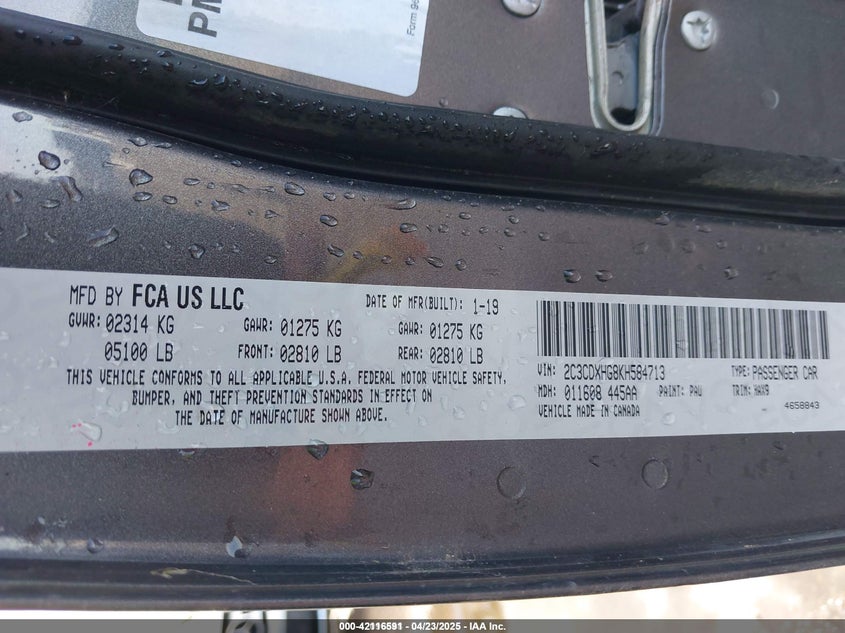 PM
Form 96
MFD BY FCA US LLC
DATE OF MFR(BUILT): 1-19
GVWR: 02314 KG GAWR: 01275 KG GAWR: 01275 KG
05100 LB FRONT: 02810 LB REAR: 02810 LB
THIS VEHICLE CONFORMS TO ALL APPLICABLE U.S.A. FEDERAL MOTOR VEHICLE SAFETY,
BUMPER, AND THEFT PREVENTION STANDARDS IN EFFECT ON
THE DATE OF MANUFACTURE SHOWN ABOVE.
VIN: 2C3CDXHG8KH584713 TYPE: PASSENGER CAR
MDH: 011608 445AA PAINT: PAU TRIM: HAX9
VEHICLE MADE IN CANADA 4658843
000-42116591 - 04/23/2025 - IAA Inc.